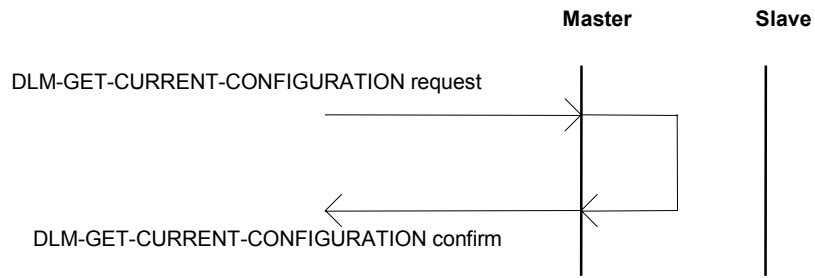 Master Slave
DLM-GET-CURRENT-CONFIGURATION request
DLM-GET-CURRENT-CONFIGURATION confirm